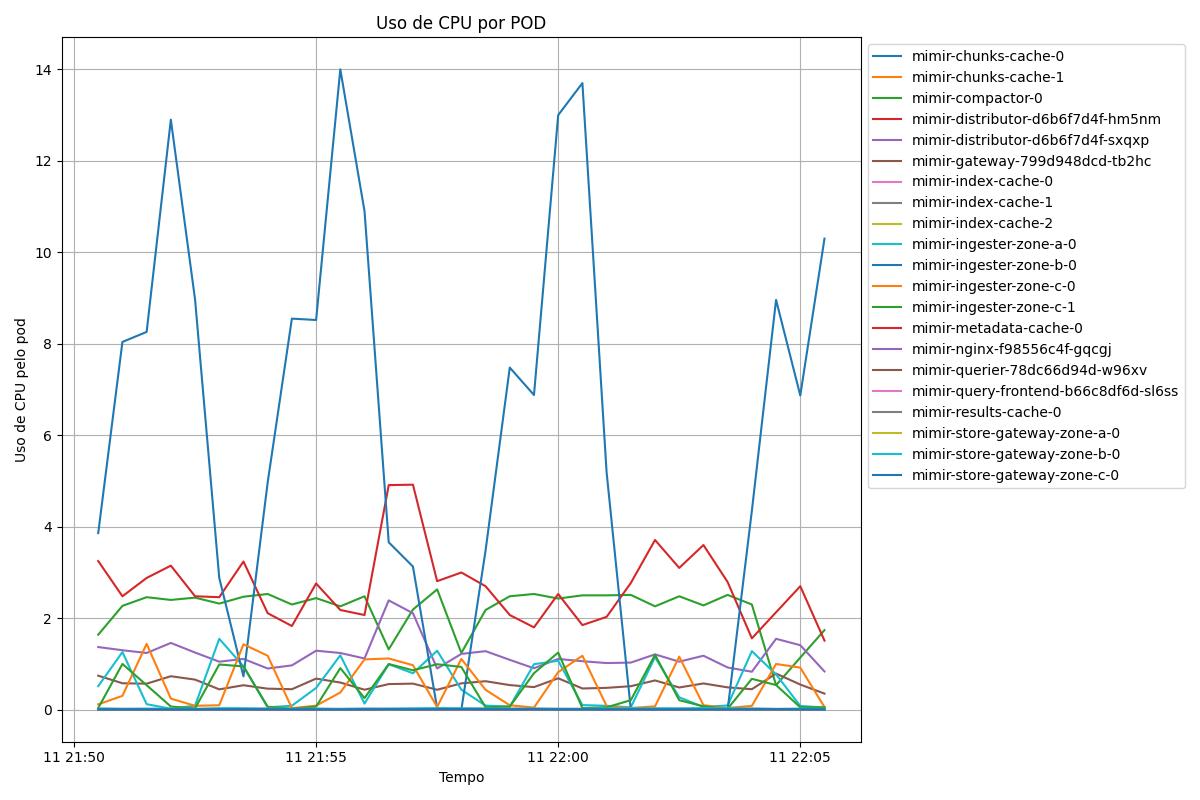 Uso de CPU por POD
14
12
10
8
6
4
2
0
Uso de CPU pelo pod
11 21:50
11 21:55
11 22:00
11 22:05
Tempo
mimir-chunks-cache-0
mimir-chunks-cache-1
mimir-compactor-0
mimir-distributor-d6b6f7d4f-hm5nm
mimir-distributor-d6b6f7d4f-sxqxp
mimir-gateway-799d948dcd-tb2hc
mimir-index-cache-0
mimir-index-cache-1
mimir-index-cache-2
mimir-ingester-zone-a-0
mimir-ingester-zone-b-0
mimir-ingester-zone-c-0
mimir-ingester-zone-c-1
mimir-metadata-cache-0
mimir-nginx-f98556c4f-gqcgj
mimir-querier-78dc66d94d-w96xv
mimir-query-frontend-b66c8df6d-sl6ss
mimir-results-cache-0
mimir-store-gateway-zone-a-0
mimir-store-gateway-zone-b-0
mimir-store-gateway-zone-c-0